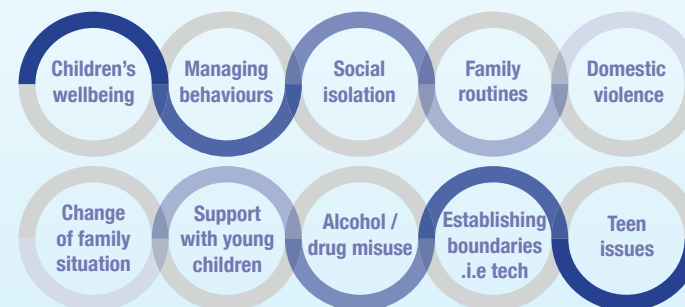 Children's
wellbeing
Managing
behaviours
Social
isolation
Family
routines
Domestic
violence
Change
of family
situation
Support
with young
children
Alcohol /
drug misuse
Establishing
boundaries
.i.e tech
Teen
issues